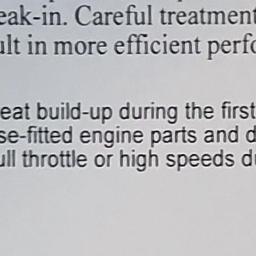 eak-in. Careful treatment
ult in more efficient perfo
eat build-up during the first
se-fitted engine parts and d
ull throttle or high speeds du